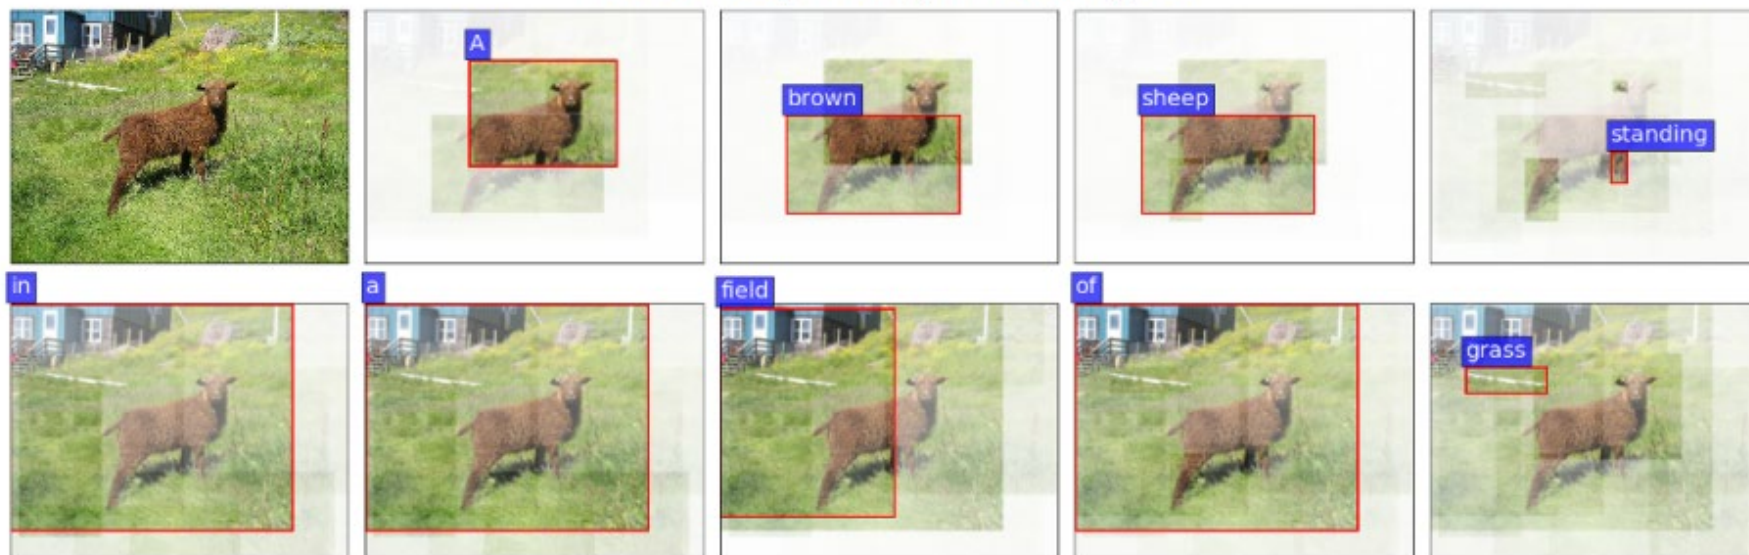 A
brown
sheep
standing
in
a
field
of
grass